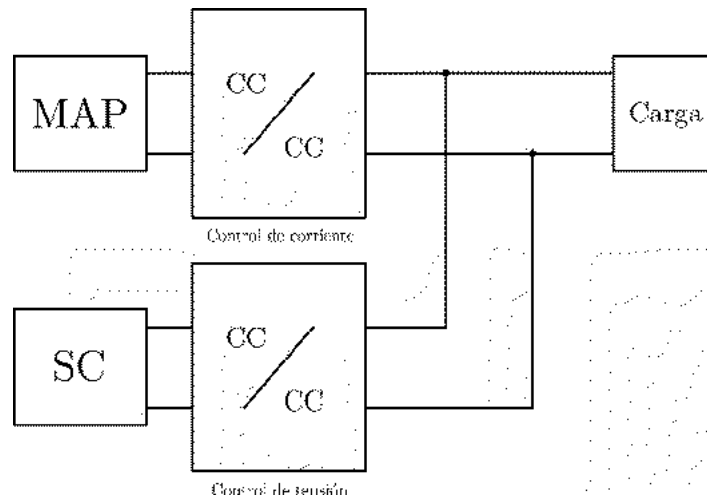 MAP
CC
CC
Carga
Control de corriente
SC
CC
CC
Control de tensión